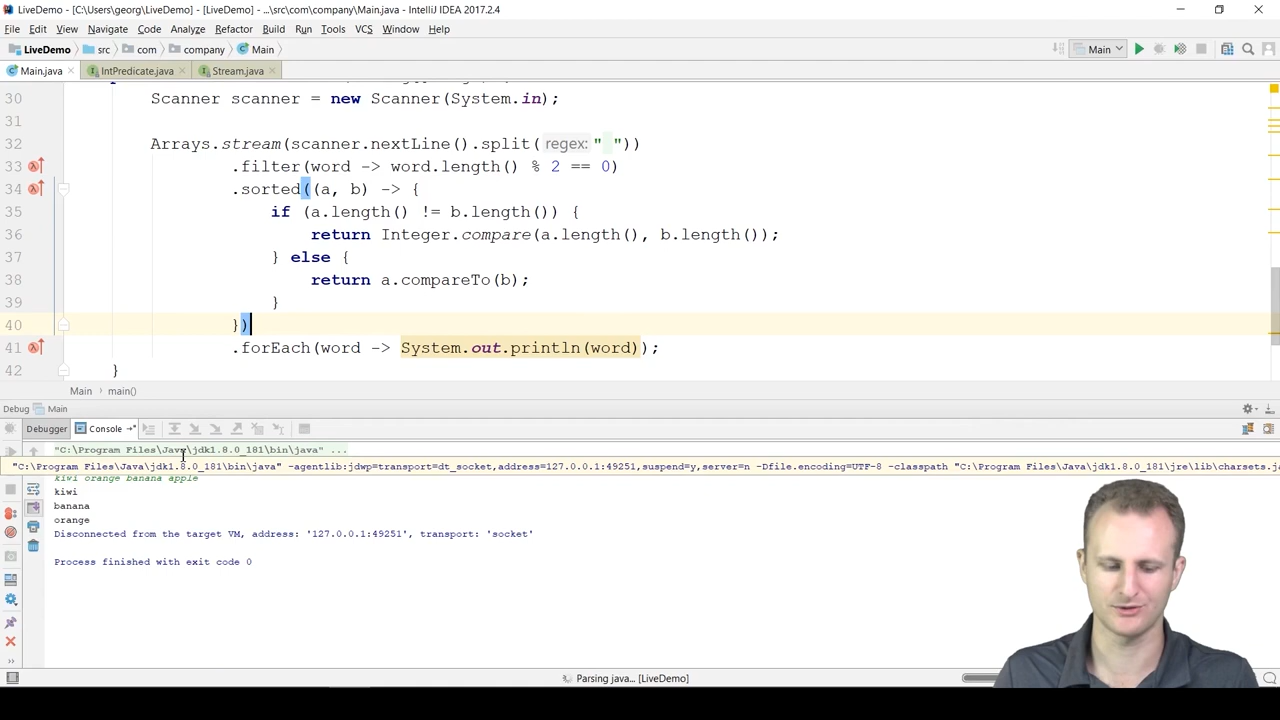 LiveDemo - [C:\Users\georg\LiveDemo] - [LiveDemo] - ...\src\com\company\Main.java - IntelliJ IDEA 2017.2.4
File Edit View Navigate Code Analyze Refactor Build Run Tools VCS Window Help
LiveDemo src com company Main Main
Main.java IntPredicate.java Stream.java
30 Scanner scanner = new Scanner(System.in);
31
32 Arrays.stream(scanner.nextLine().split( regex: " "))
33 .filter(word -> word.length() % 2 == 0)
34 .sorted((a, b) -> {
35 if (a.length() != b.length()) {
36 return Integer.compare(a.length(), b.length());
37 } else {
38 return a.compareTo(b);
39 }
40 })
41 .forEach(word -> System.out.println(word));
42 }
Main › main()
Debug Main
Debugger Console
"C:\Program Files\Java\jdk1.8.0_181\bin\java" ...
"C:\Program Files\Java\jdk1.8.0_181\bin\java" -agentlib:jdwp=transport=dt_socket,address=127.0.0.1:49251,suspend=y,server=n -Dfile.encoding=UTF-8 -classpath "C:\Program Files\Java\jdk1.8.0_181\jre\lib\charsets.ja
kiwi orange banana apple
kiwi
banana
orange
Disconnected from the target VM, address: '127.0.0.1:49251', transport: 'socket'
Process finished with exit code 0
Parsing java... [LiveDemo]